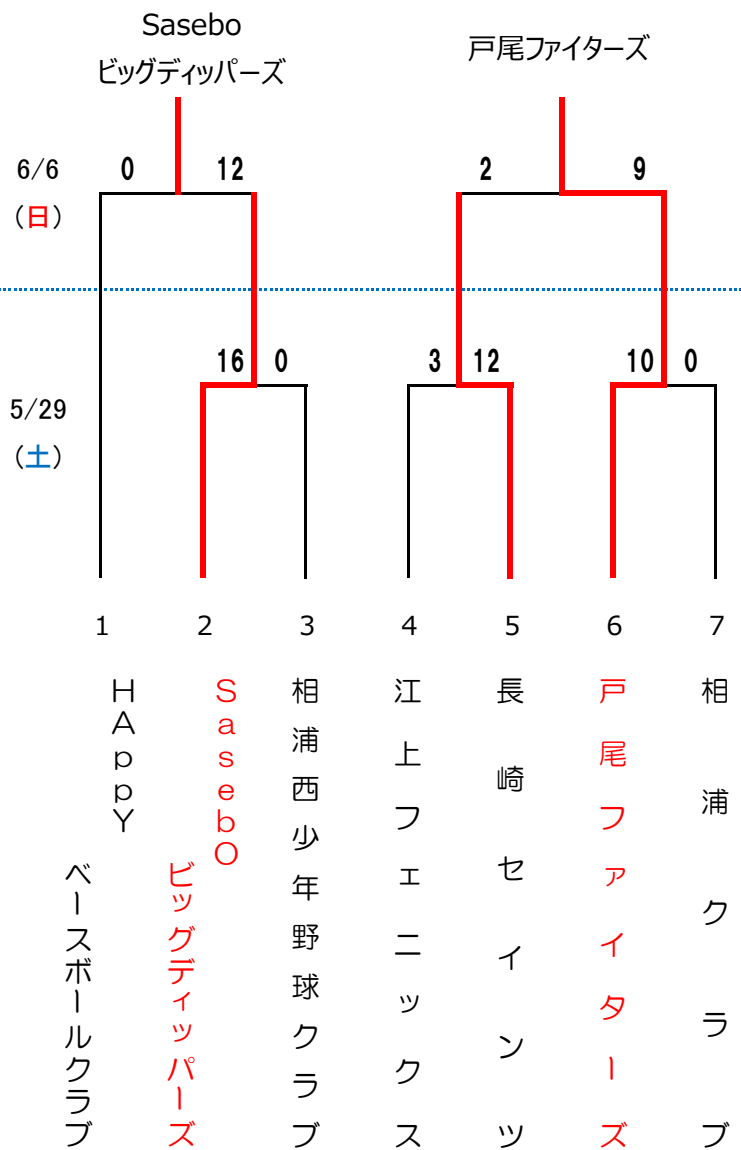 Sasebo
ビッグディッパーズ
戸尾ファイターズ
6/6
(日)
0 12
2 9
16 0
3 12
10 0
5/29
(土)
1 2 3 4 5 6 7
HAppY
ベースボールクラブ
SasebO
ビッグディッパーズ
相浦西少年野球クラブ
江上フェニックス
長崎セインツ
戸尾ファイターズ
相浦クラブ